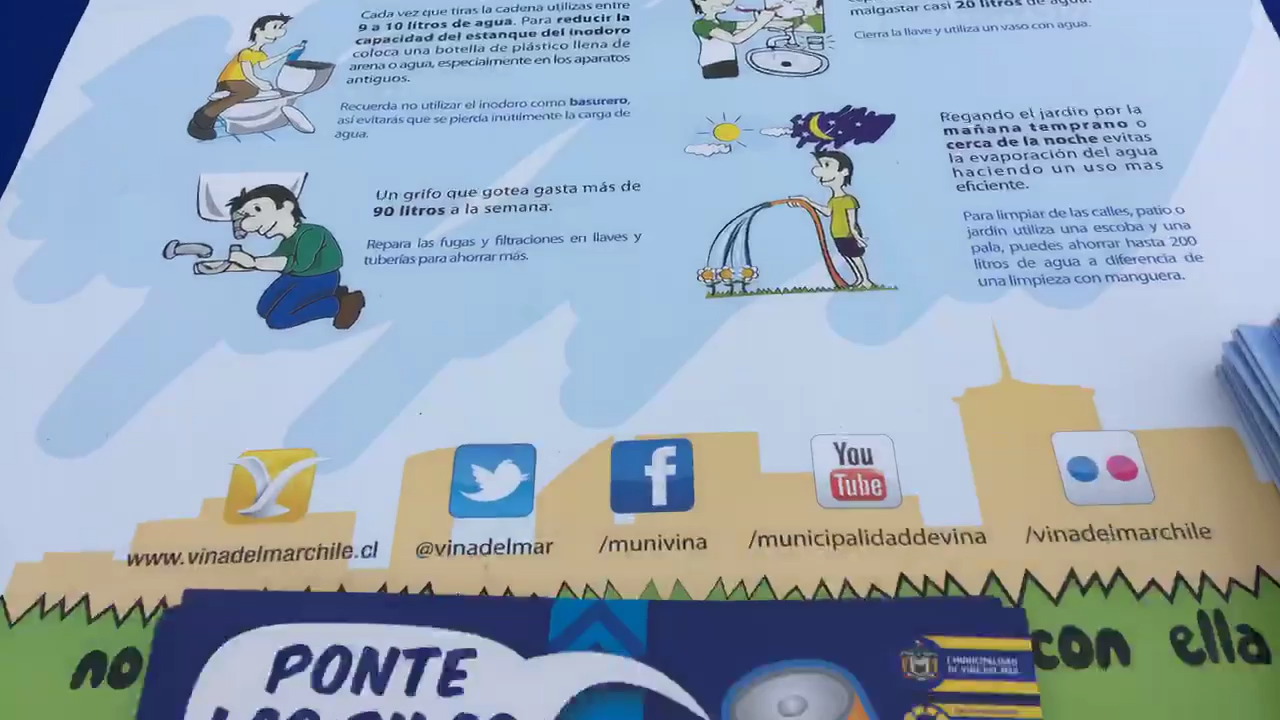 Cada vez que tiras la cadena utilizas entre
9 a 10 litros de agua. Para reducir la
capacidad del estanque del inodoro
coloca una botella de plástico llena de
arena o agua, especialmente en los aparatos
antiguos.
Recuerda no utilizar el inodoro como basurero,
así evitarás que se pierda inútilmente la carga de
agua.
malgastar casi 20 litros de agua.
Cierra la llave y utiliza un vaso con agua.
Un grifo que gotea gasta más de
90 litros a la semana.
Repara las fugas y filtraciones en llaves y
tuberías para ahorrar más.
Regando el jardín por la
mañana temprano o
cerca de la noche evitas
la evaporación del agua
haciendo un uso más
eficiente.
Para limpiar de las calles, patio o
jardín utiliza una escoba y una
pala, puedes ahorrar hasta 200
litros de agua a diferencia de
una limpieza con manguera.
You
Tube
www.vinadelmarchile.cl
@vinadelmar
/munivina
/municipalidaddevina
/vinadelmarchile
no
con ella
PONTE